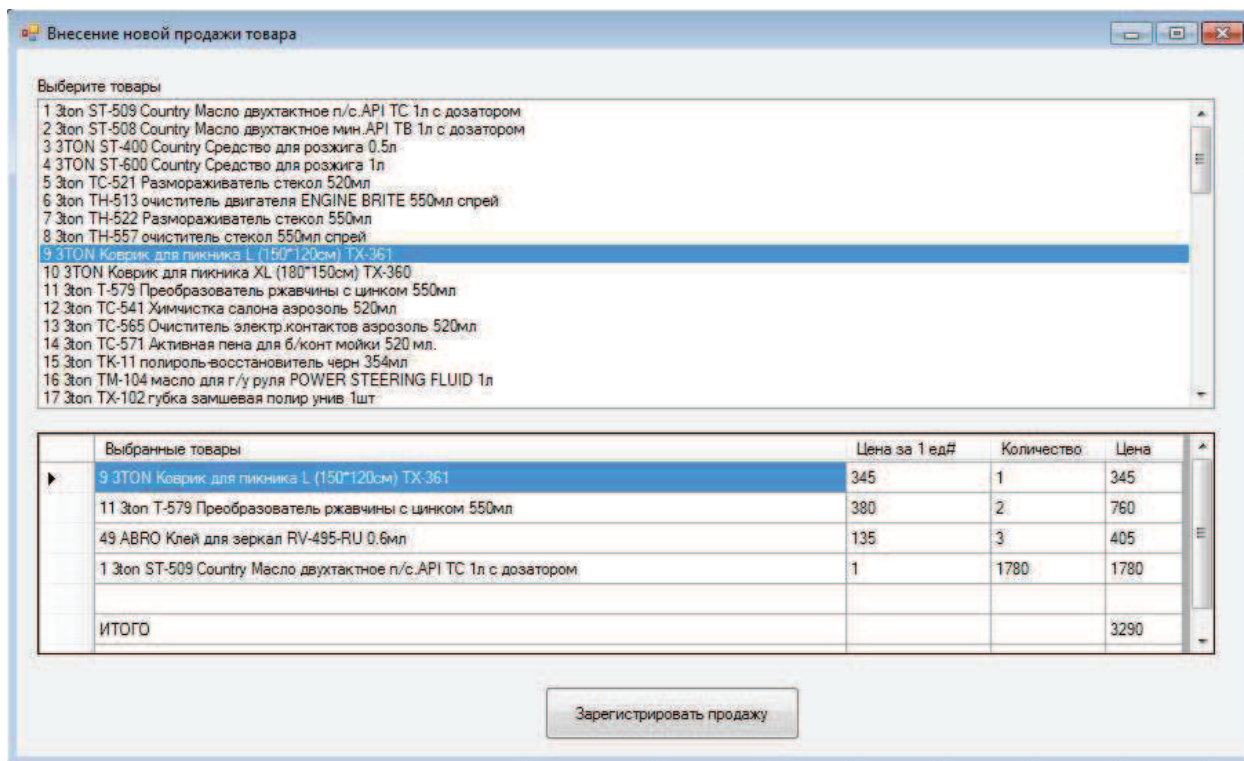 Внесение новой продажи товара
Выберите товары
1 3ton ST-509 Country Масло двухтактное п/с.API TC 1л с дозатором
2 3ton ST-508 Country Масло двухтактное мин.API TB 1л с дозатором
3 3TON ST-400 Country Средство для розжига 0.5л
4 3TON ST-600 Country Средство для розжига 1л
5 3ton TC-521 Размораживатель стекол 520мл
6 3ton TH-513 очиститель двигателя ENGINE BRITE 550мл спрей
7 3ton TH-522 Размораживатель стекол 550мл
8 3ton TH-557 очиститель стекол 550мл спрей
9 3TON Коврик для пикника L (150*120см) TX-361
10 3TON Коврик для пикника XL (180*150см) TX-360
11 3ton T-579 Преобразователь ржавчины с цинком 550мл
12 3ton TC-541 Химчистка салона аэрозоль 520мл
13 3ton TC-565 Очиститель электр.контактов аэрозоль 520мл
14 3ton TC-571 Активная пена для б/конт мойки 520 мл.
15 3ton TK-11 полироль-восстановитель черн 354мл
16 3ton TM-104 масло для г/у руля POWER STEERING FLUID 1л
17 3ton TX-102 губка замшевая полир унив 1шт
Выбранные товары Цена за 1 ед# Количество Цена
9 3TON Коврик для пикника L (150*120см) TX-361 345 1 345
11 3ton T-579 Преобразователь ржавчины с цинком 550мл 380 2 760
49 ABRO Клей для зеркал RV-495-RU 0.6мл 135 3 405
1 3ton ST-509 Country Масло двухтактное п/с.API TC 1л с дозатором 1 1780 1780
ИТОГО 3290
Зарегистрировать продажу